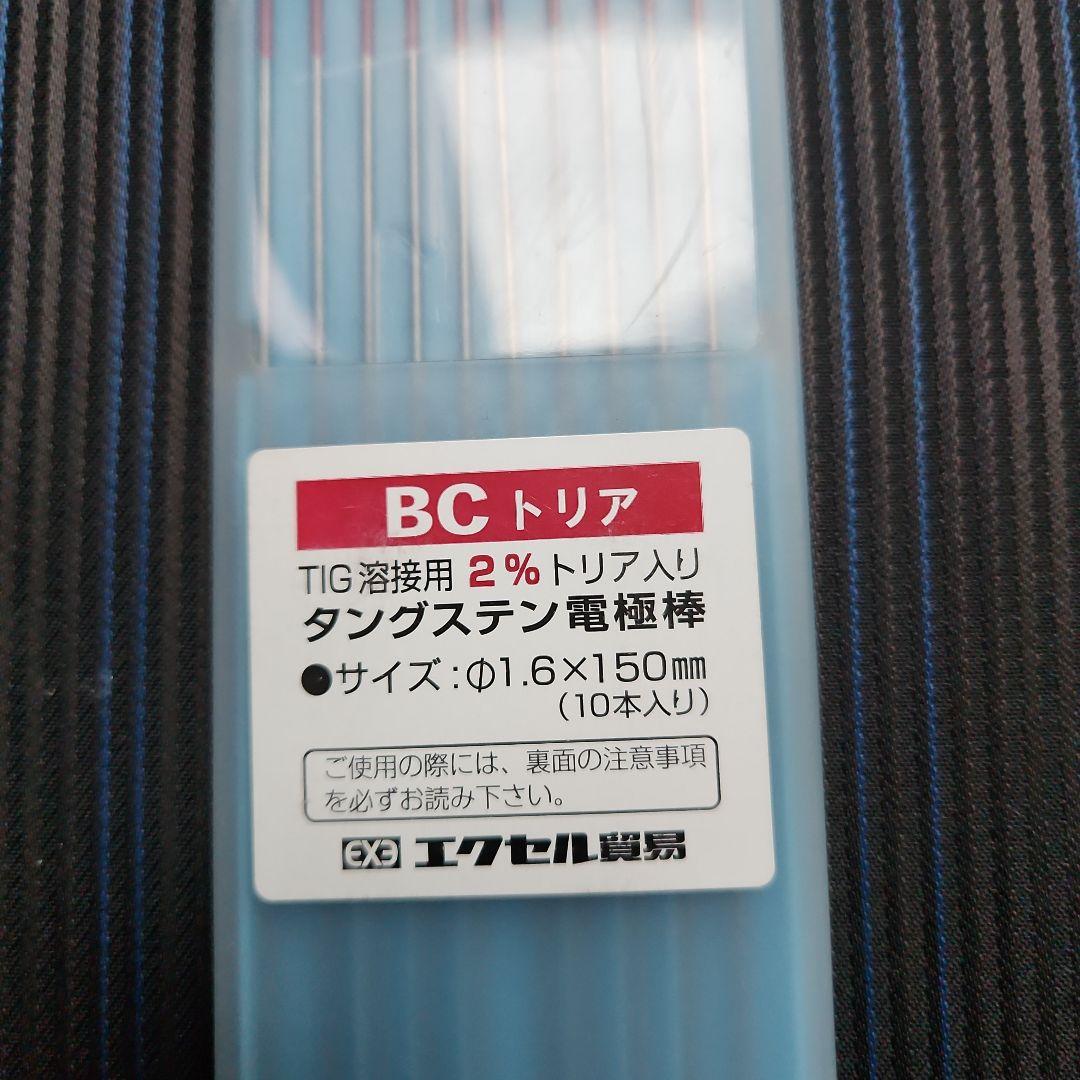 BCトリア
TIG溶接用 2%トリア入り
タングステン電極棒
●サイズ:φ1.6×150㎜
(10本入り)
ご使用の際には、裏面の注意事項
を必ずお読み下さい。
EXE エクセル貿易